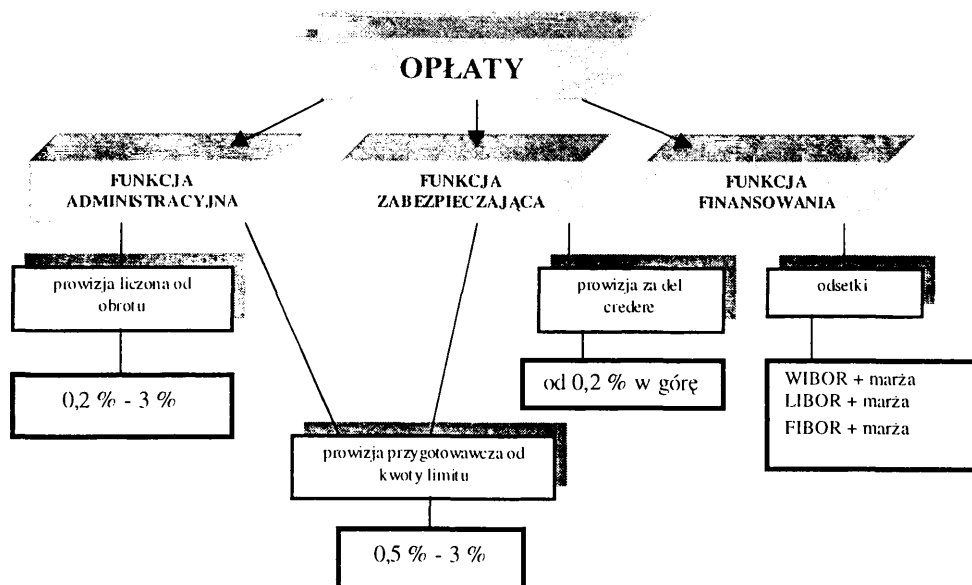 OPŁATY
FUNKCJA
ADMINISTRACYJNA
FUNKCJA
ZABEZPIECZAJĄCA
FUNKCJA
FINANSOWANIA
prowizja liczona od
obrotu
prowizja za del
credere
odsetki
0,2 % - 3 %
od 0,2 % w górę
WIBOR + marża
LIBOR + marża
FIBOR + marża
prowizja przygotowawcza od
kwoty limitu
0,5 % - 3 %